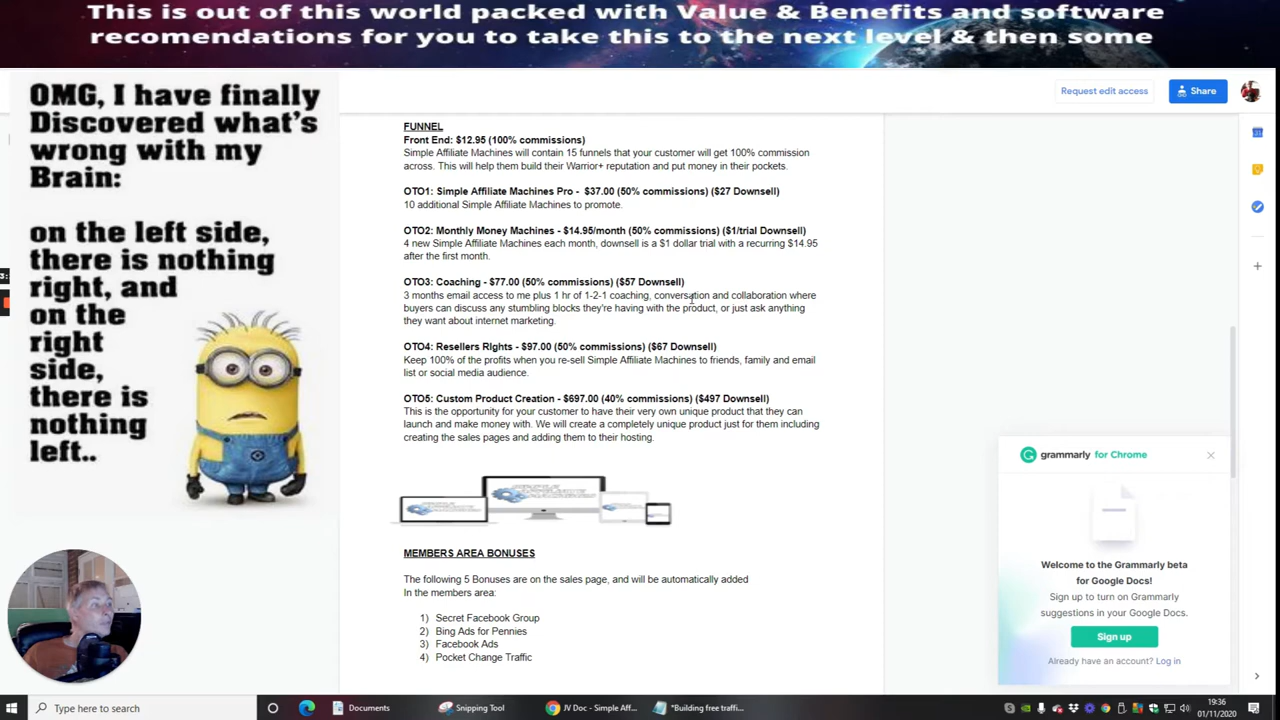 This is out of this world packed with Value & Benefits and software
recomendations for you to take this to the next level & then some
OMG, I have finally
Discovered what's
wrong with my
Brain:
on the left side,
there is nothing
right, and
on the
right
side,
there is
nothing
left..
Request edit access
Share
FUNNEL
Front End: $12.95 (100% commissions)
Simple Affiliate Machines will contain 15 funnels that your customer will get 100% commission
across. This will help them build their Warrior+ reputation and put money in their pockets.
OTO1: Simple Affiliate Machines Pro - $37.00 (50% commissions) ($27 Downsell)
10 additional Simple Affiliate Machines to promote.
OTO2: Monthly Money Machines - $14.95/month (50% commissions) ($1/trial Downsell)
4 new Simple Affiliate Machines each month, downsell is a $1 dollar trial with a recurring $14.95
after the first month.
OTO3: Coaching - $77.00 (50% commissions) ($57 Downsell)
3 months email access to me plus 1 hr of 1-2-1 coaching, conversation and collaboration where
buyers can discuss any stumbling blocks they're having with the product, or just ask anything
they want about internet marketing.
OTO4: Resellers RIghts - $97.00 (50% commissions) ($67 Downsell)
Keep 100% of the profits when you re-sell Simple Affiliate Machines to friends, family and email
list or social media audience.
OTO5: Custom Product Creation - $697.00 (40% commissions) ($497 Downsell)
This is the opportunity for your customer to have their very own unique product that they can
launch and make money with. We will create a completely unique product just for them including
creating the sales pages and adding them to their hosting.
MEMBERS AREA BONUSES
The following 5 Bonuses are on the sales page, and will be automatically added
In the members area:
1) Secret Facebook Group
2) Bing Ads for Pennies
3) Facebook Ads
4) Pocket Change Traffic
31
grammarly for Chrome
Welcome to the Grammarly beta
for Google Docs!
Sign up to turn on Grammarly
suggestions in your Google Docs.
Sign up
Already have an account? Log in
Type here to search
Documents
Snipping Tool
JV Doc - Simple Aff...
*Building free traffi...
19:36
01/11/2020